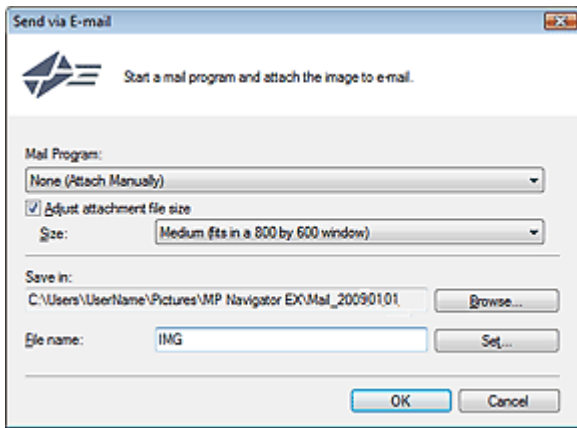 Send via E-mail
Start a mail program and attach the image to e-mail.
Mail Program:
None (Attach Manually)
Adjust attachment file size
Size: Medium (fits in a 800 by 600 window)
Save in:
C:\Users\UserName\Pictures\MP Navigator EX\Mail_20090101 Browse...
File name: IMG Set...
OK Cancel